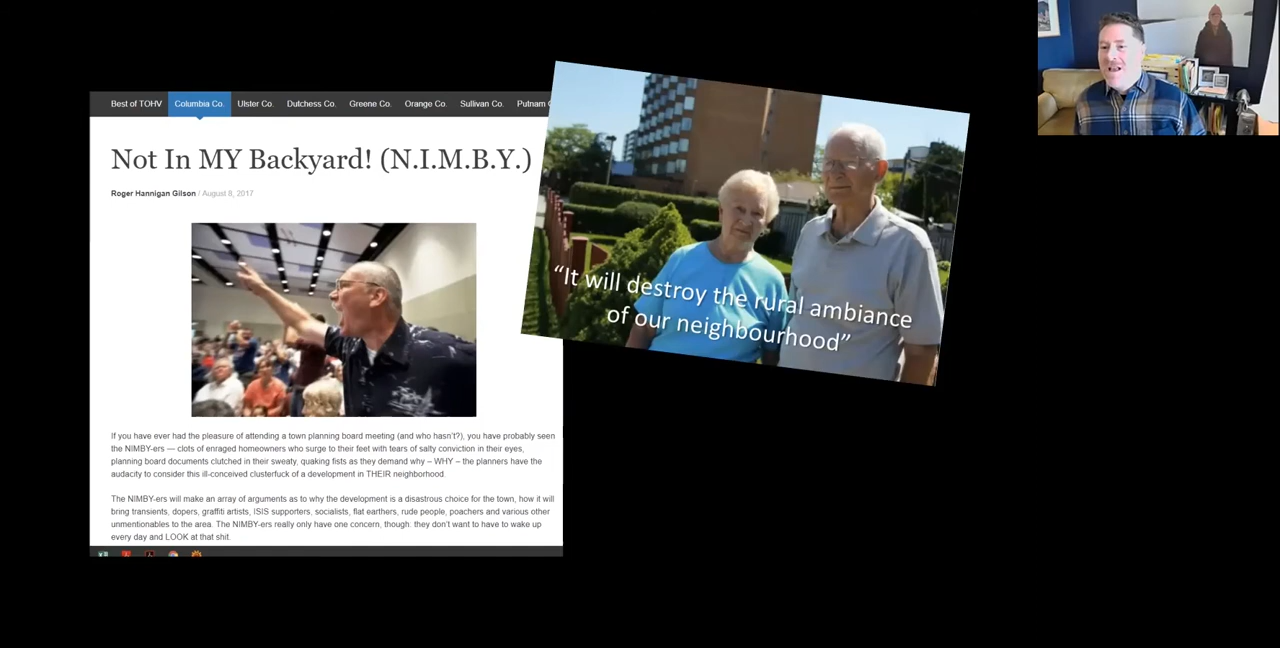 Best of TOHV Columbia Co. Ulster Co. Dutchess Co. Greene Co. Orange Co. Sullivan Co. Putnam
Not In MY Backyard! (N.I.M.B.Y.)
Roger Hannigan Gilson / August 8, 2017
If you have ever had the pleasure of attending a town planning board meeting (and who hasn't?), you have probably seen
the NIMBY-ers — clots of enraged homeowners who surge to their feet with tears of salty conviction in their eyes,
planning board documents clutched in their sweaty, quaking fists as they demand why – WHY – the planners have the
audacity to consider this ill-conceived clusterfuck of a development in THEIR neighborhood.
The NIMBY-ers will make an array of arguments as to why the development is a disastrous choice for the town, how it will
bring transients, dopers, graffiti artists, ISIS supporters, socialists, flat earthers, rude people, poachers and various other
unmentionables to the area. The NIMBY-ers really only have one concern, though: they don't want to have to wake up
every day and LOOK at that shit.
“It will destroy the rural ambiance
of our neighbourhood”